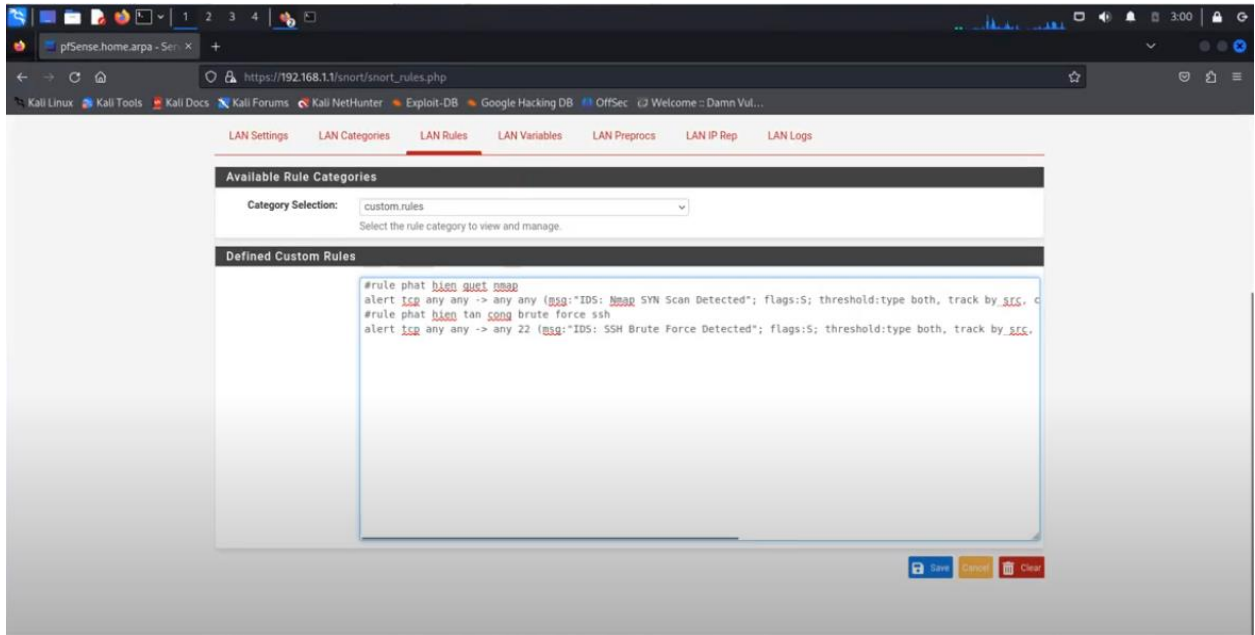 1 2 3 4
3:00
pfSense.home.arpa - Ser
https://192.168.1.1/snort/snort_rules.php
Kali Linux Kali Tools Kali Docs Kali Forums Kali NetHunter Exploit-DB Google Hacking DB OffSec Welcome :: Damn Vul...
LAN Settings LAN Categories LAN Rules LAN Variables LAN Preprocs LAN IP Rep LAN Logs
Available Rule Categories
Category Selection: custom.rules
Select the rule category to view and manage.
Defined Custom Rules
#rule phat hien quet nmap
alert tcp any any -> any any (msg:"IDS: Nmap SYN Scan Detected"; flags:S; threshold:type both, track by_src, c
#rule phat hien tan cong brute force ssh
alert tcp any any -> any 22 (msg:"IDS: SSH Brute Force Detected"; flags:S; threshold:type both, track by_src,
Save Cancel Clear